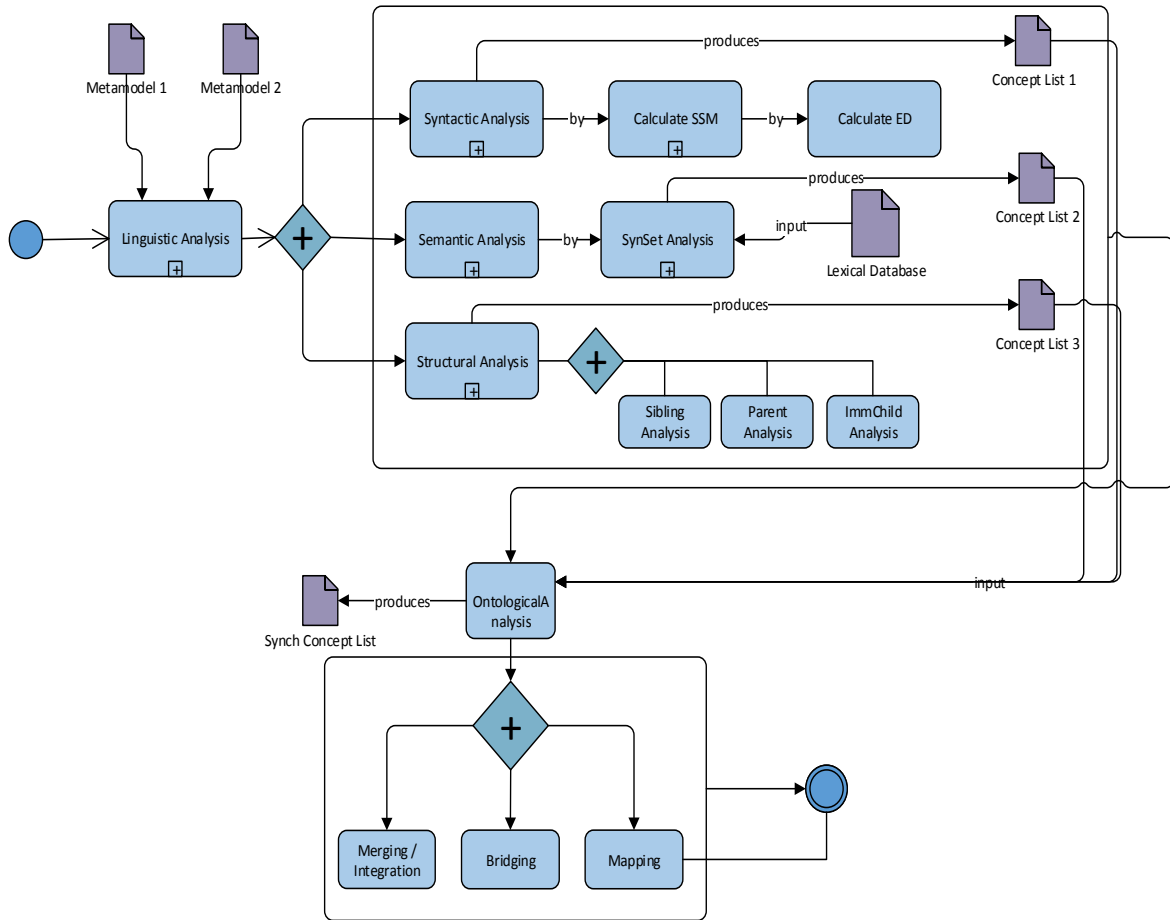 produces
Concept List 1
Metamodel 1
Metamodel 2
Syntactic Analysis
by
Calculate SSM
by
Calculate ED
produces
Concept List 2
Linguistic Analysis
Semantic Analysis
by
SynSet Analysis
input
Lexical Database
produces
Concept List 3
Structural Analysis
Sibling
Analysis
Parent
Analysis
ImmChild
Analysis
input
OntologicalA
nalysis
produces
Synch Concept List
Merging /
Integration
Bridging
Mapping